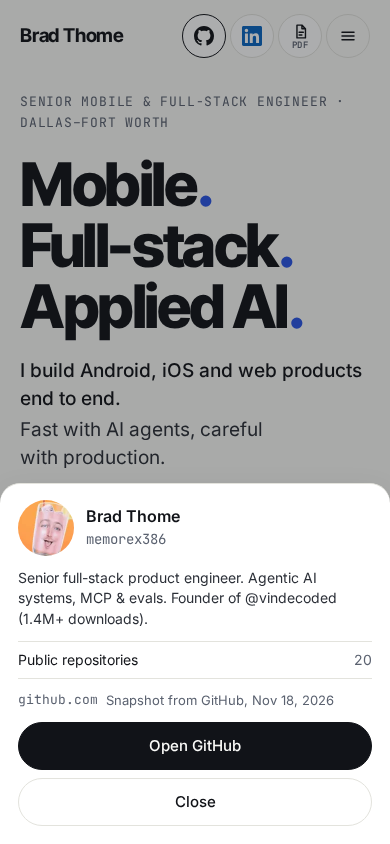 Brad Thome
in
PDF
SENIOR MOBILE & FULL-STACK ENGINEER ·
DALLAS–FORT WORTH
Mobile.
Full-stack.
Applied AI.
I build Android, iOS and web products
end to end.
Fast with AI agents, careful
with production.
Brad Thome
memorex386
Senior full-stack product engineer. Agentic AI
systems, MCP & evals. Founder of @vindecoded
(1.4M+ downloads).
Public repositories 20
github.com Snapshot from GitHub, Nov 18, 2026
Open GitHub
Close